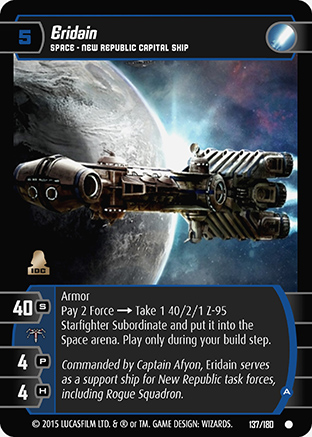 5 Eridain
SPACE - NEW REPUBLIC CAPITAL SHIP
IDC
40 S
Armor
Pay 2 Force → Take 1 40/2/1 Z-95
Starfighter Subordinate and put it into the
Space arena. Play only during your build step.
4 P
4 H
Commanded by Captain Afyon, Eridain serves
as a support ship for New Republic task forces,
including Rogue Squadron.
A
© 2015 LUCASFILM LTD. & ® or ™. GAME DESIGN: WIZARDS. 137/180